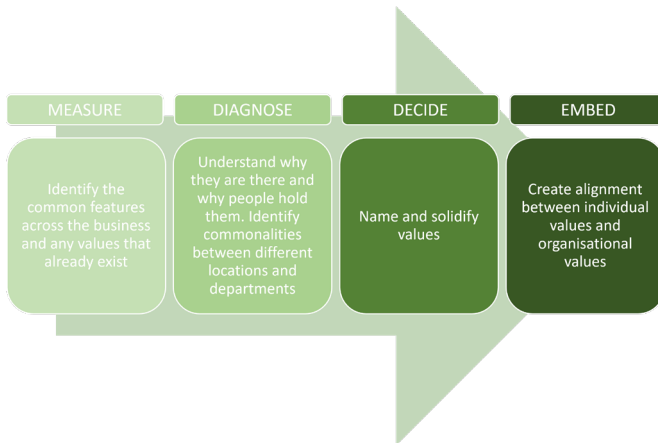 MEASURE
DIAGNOSE
DECIDE
EMBED
Identify the
common features
across the business
and any values that
already exist
Understand why
they are there and
why people hold
them. Identify
commonalities
between different
locations and
departments
Name and solidify
values
Create alignment
between individual
values and
organisational
values